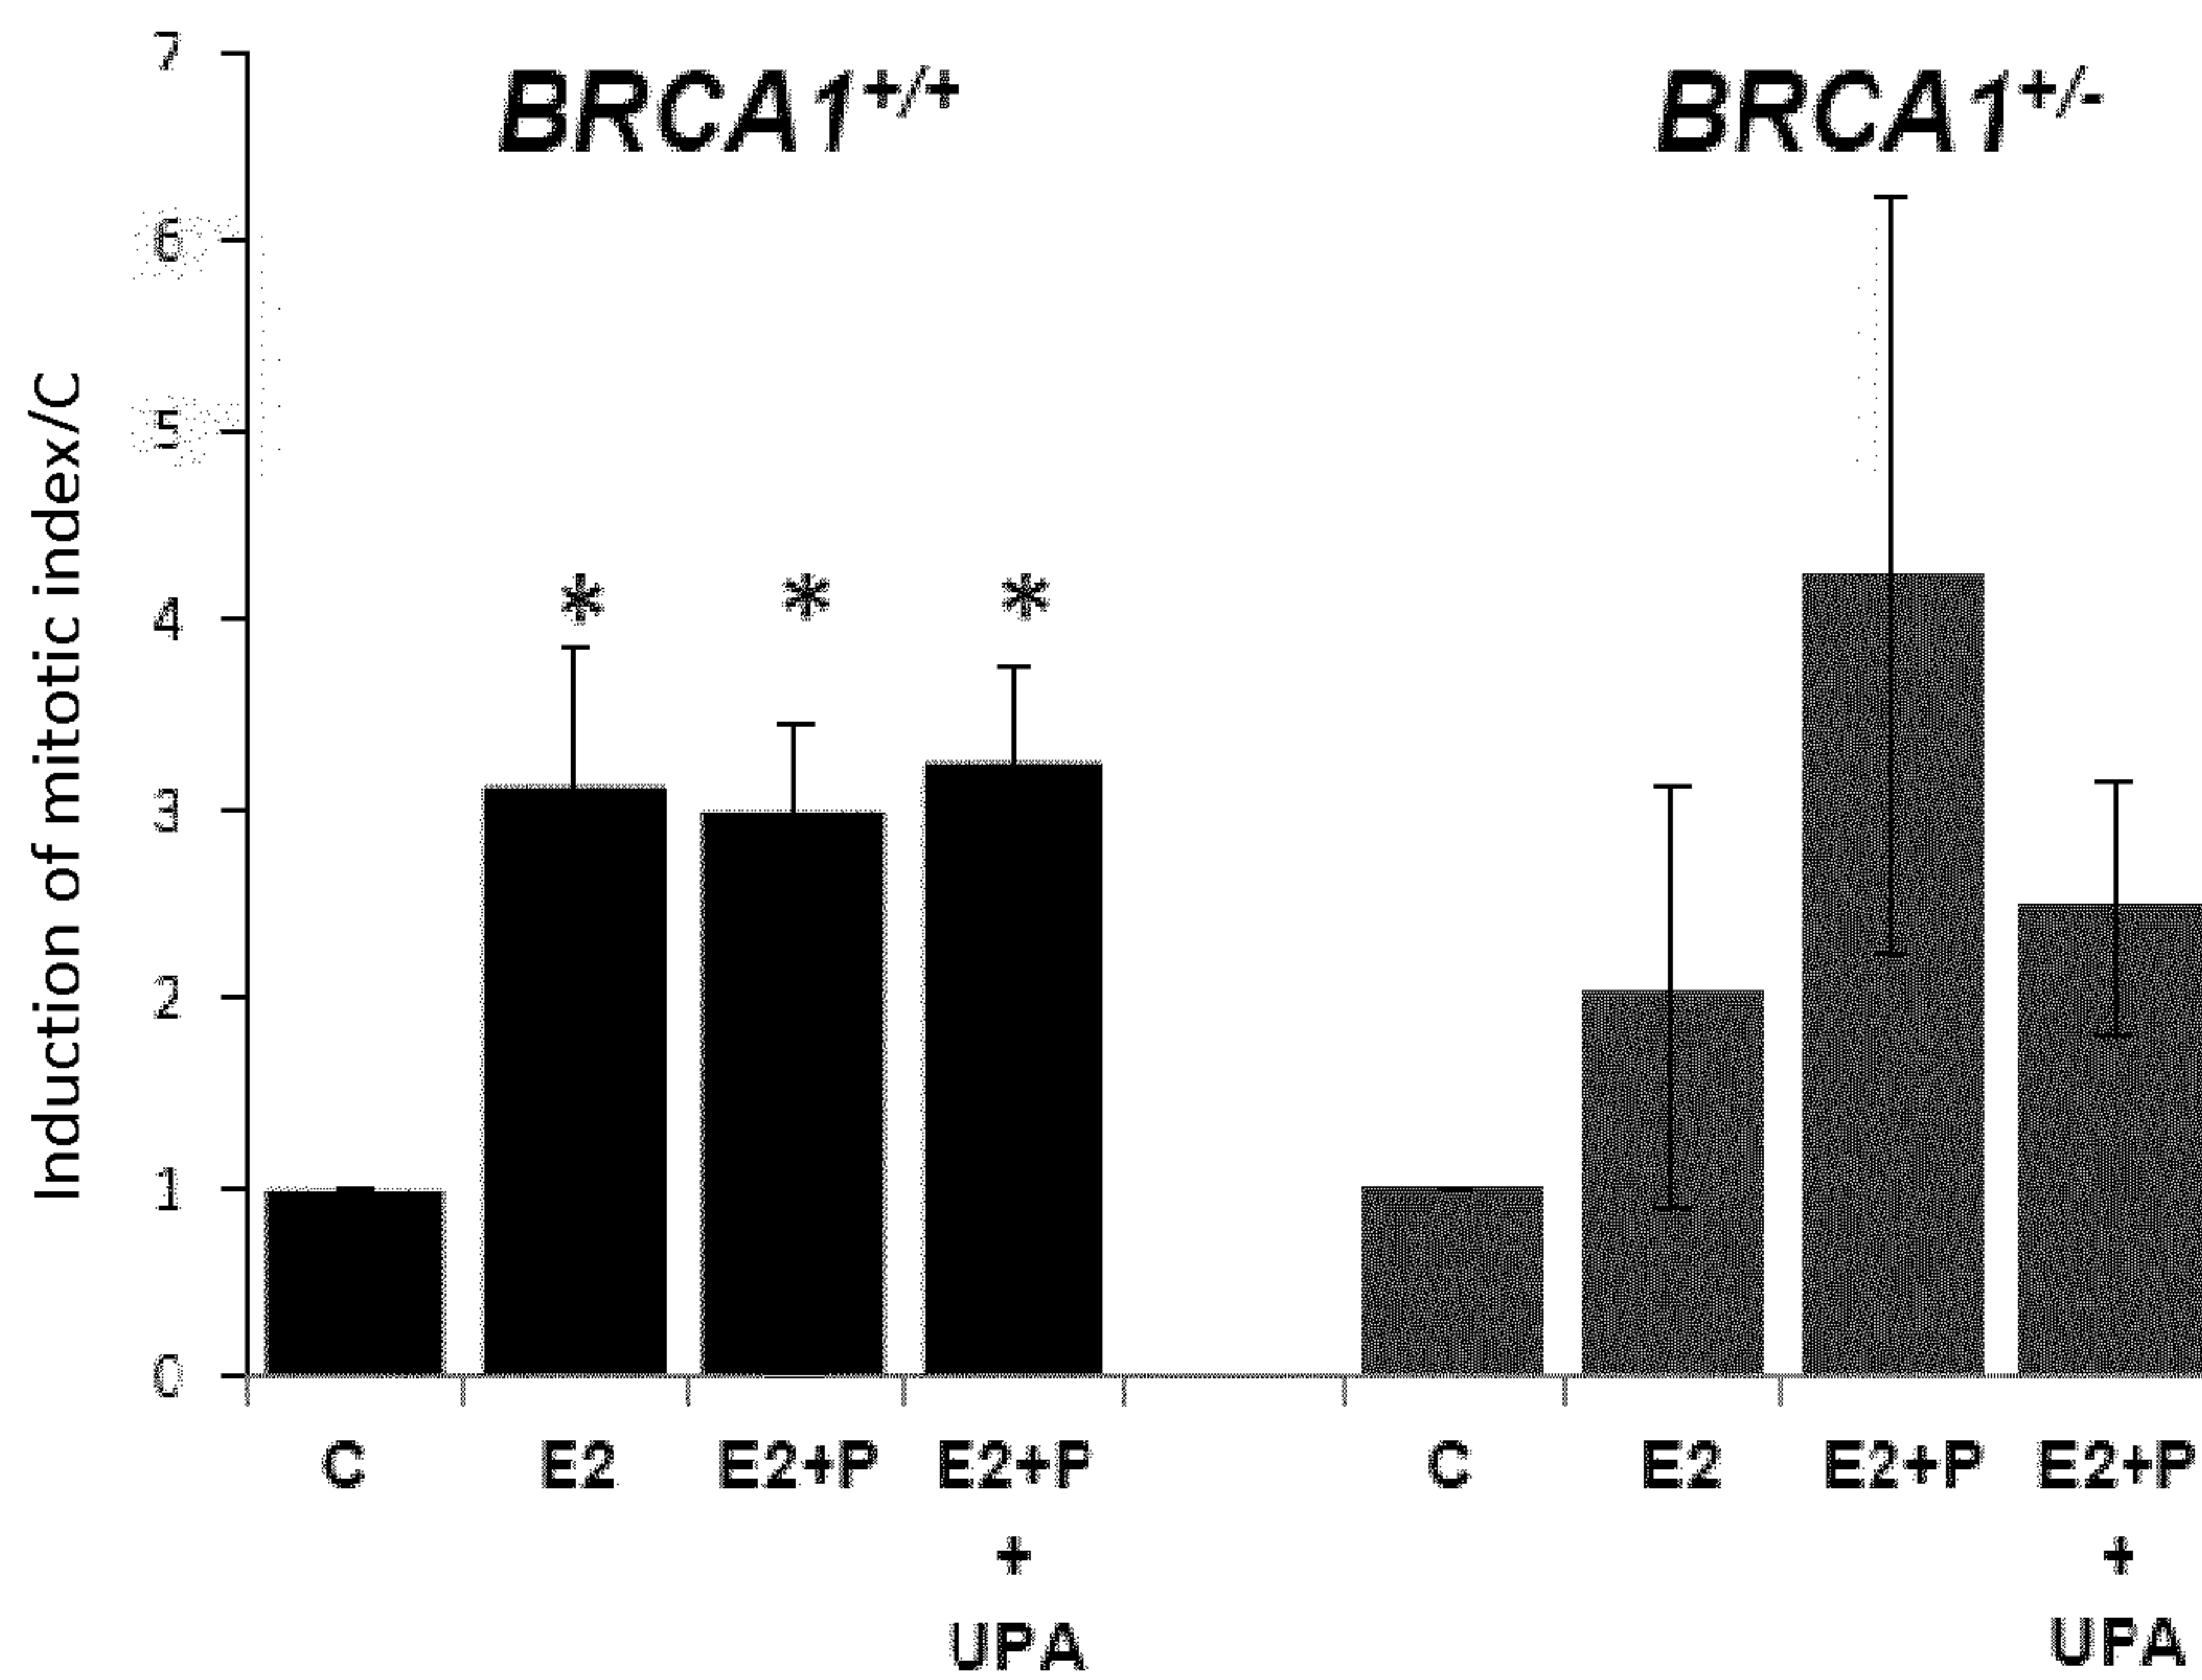 Induction of mitotic index/C
7
6
5
4
3
2
1
0
BRCA1+/+
BRCA1+/-
*
*
*
C
E2
E2+P
E2+P
+
UPA
C
E2
E2+P
E2+P
+
UPA